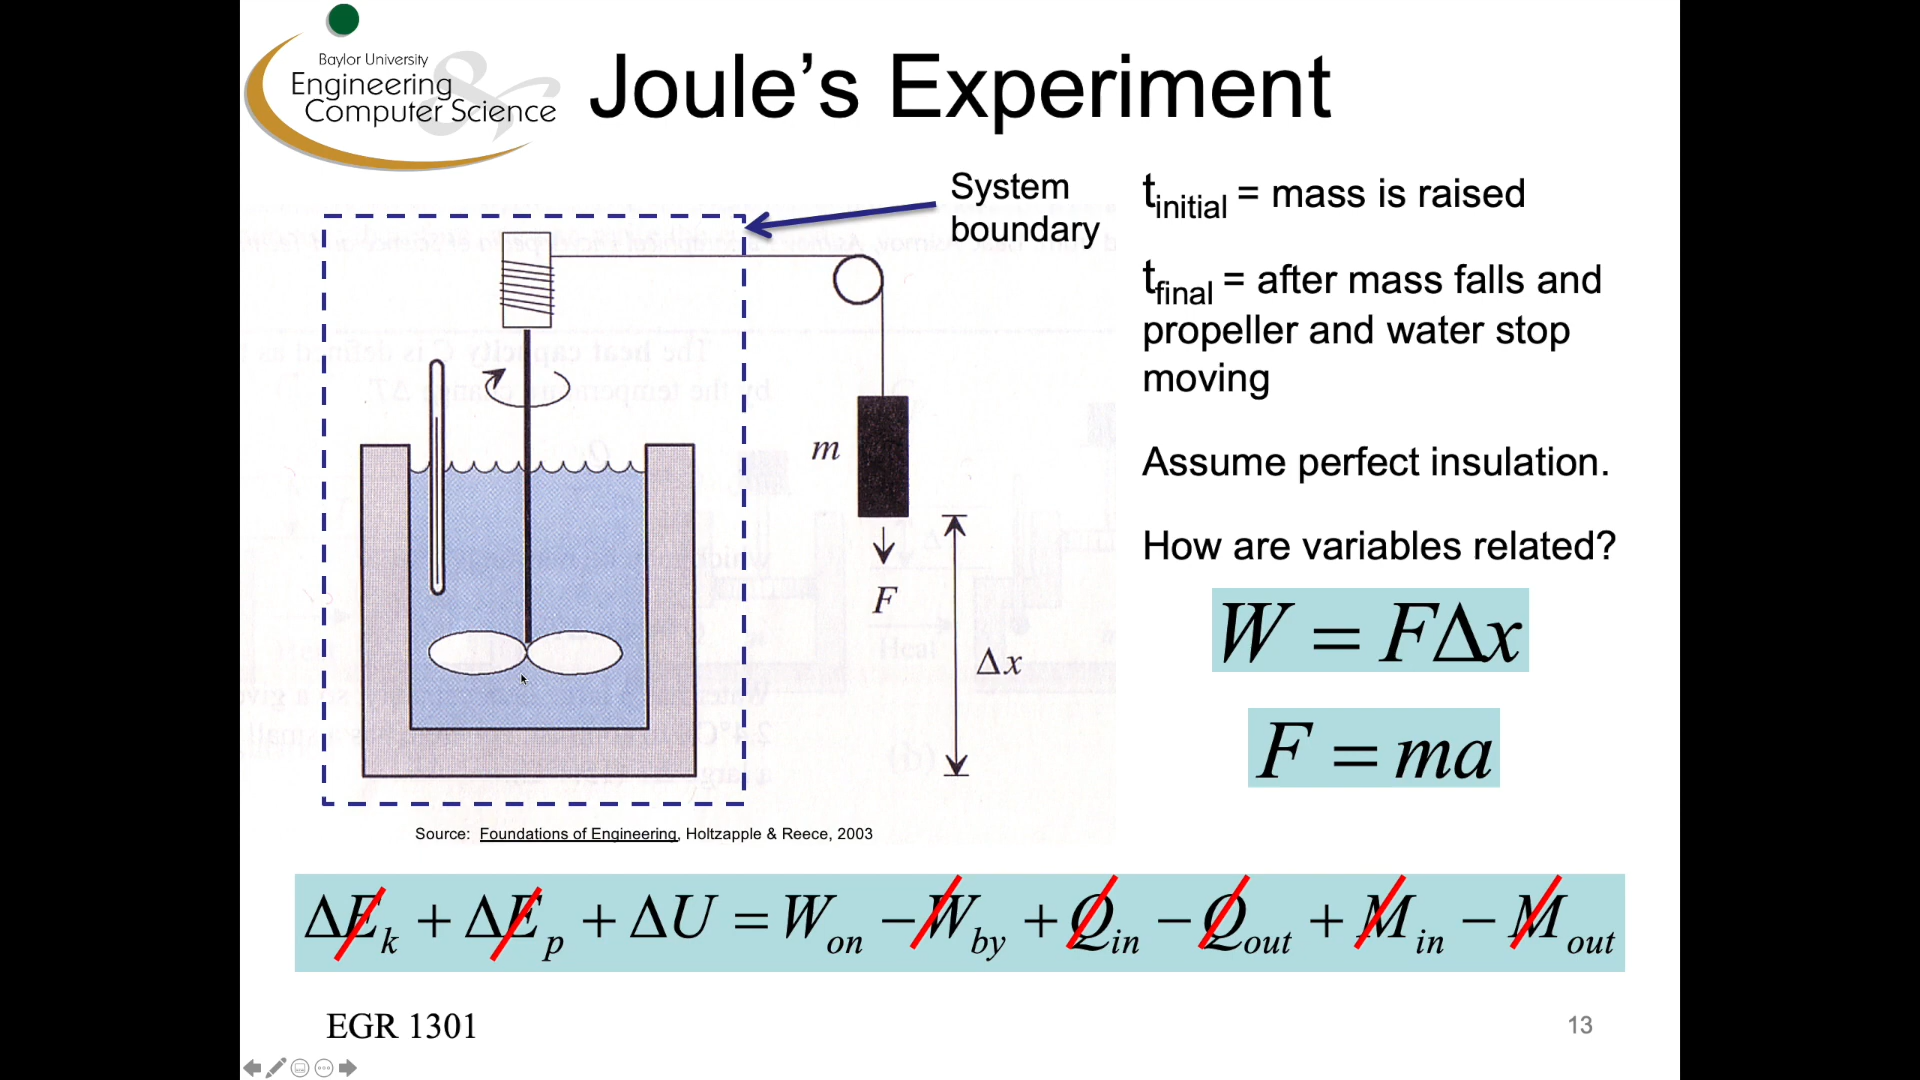 Baylor University
Engineering
&
Computer Science
Joule’s Experiment
System
boundary
t_initial = mass is raised
t_final = after mass falls and
propeller and water stop
moving
Assume perfect insulation.
How are variables related?
W = FΔx
F = ma
m
F
Δx
Source: Foundations of Engineering, Holtzapple & Reece, 2003
ΔE_k + ΔE_p + ΔU = W_on − W_by + Q_in − Q_out + M_in − M_out
EGR 1301
13